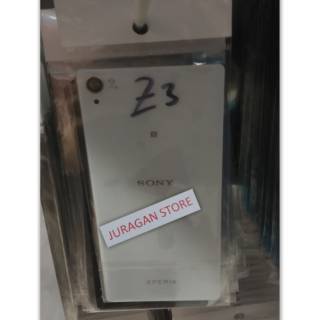 Z3
SONY
JURAGAN STORE
XPERIA